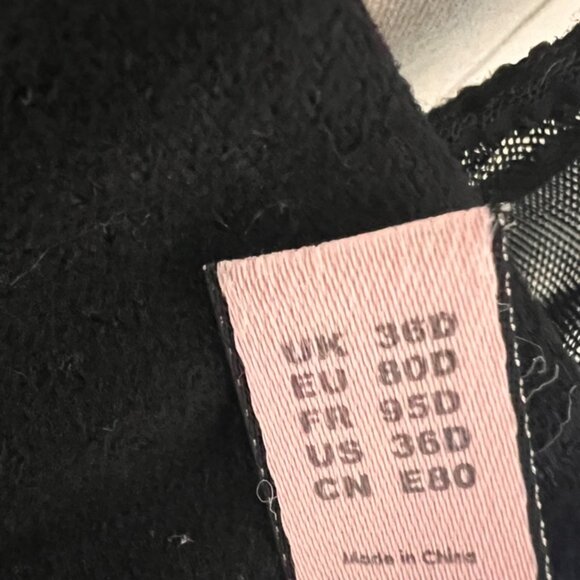 UK 36D
EU 80D
FR 95D
US 36D
CN E80
Made in China